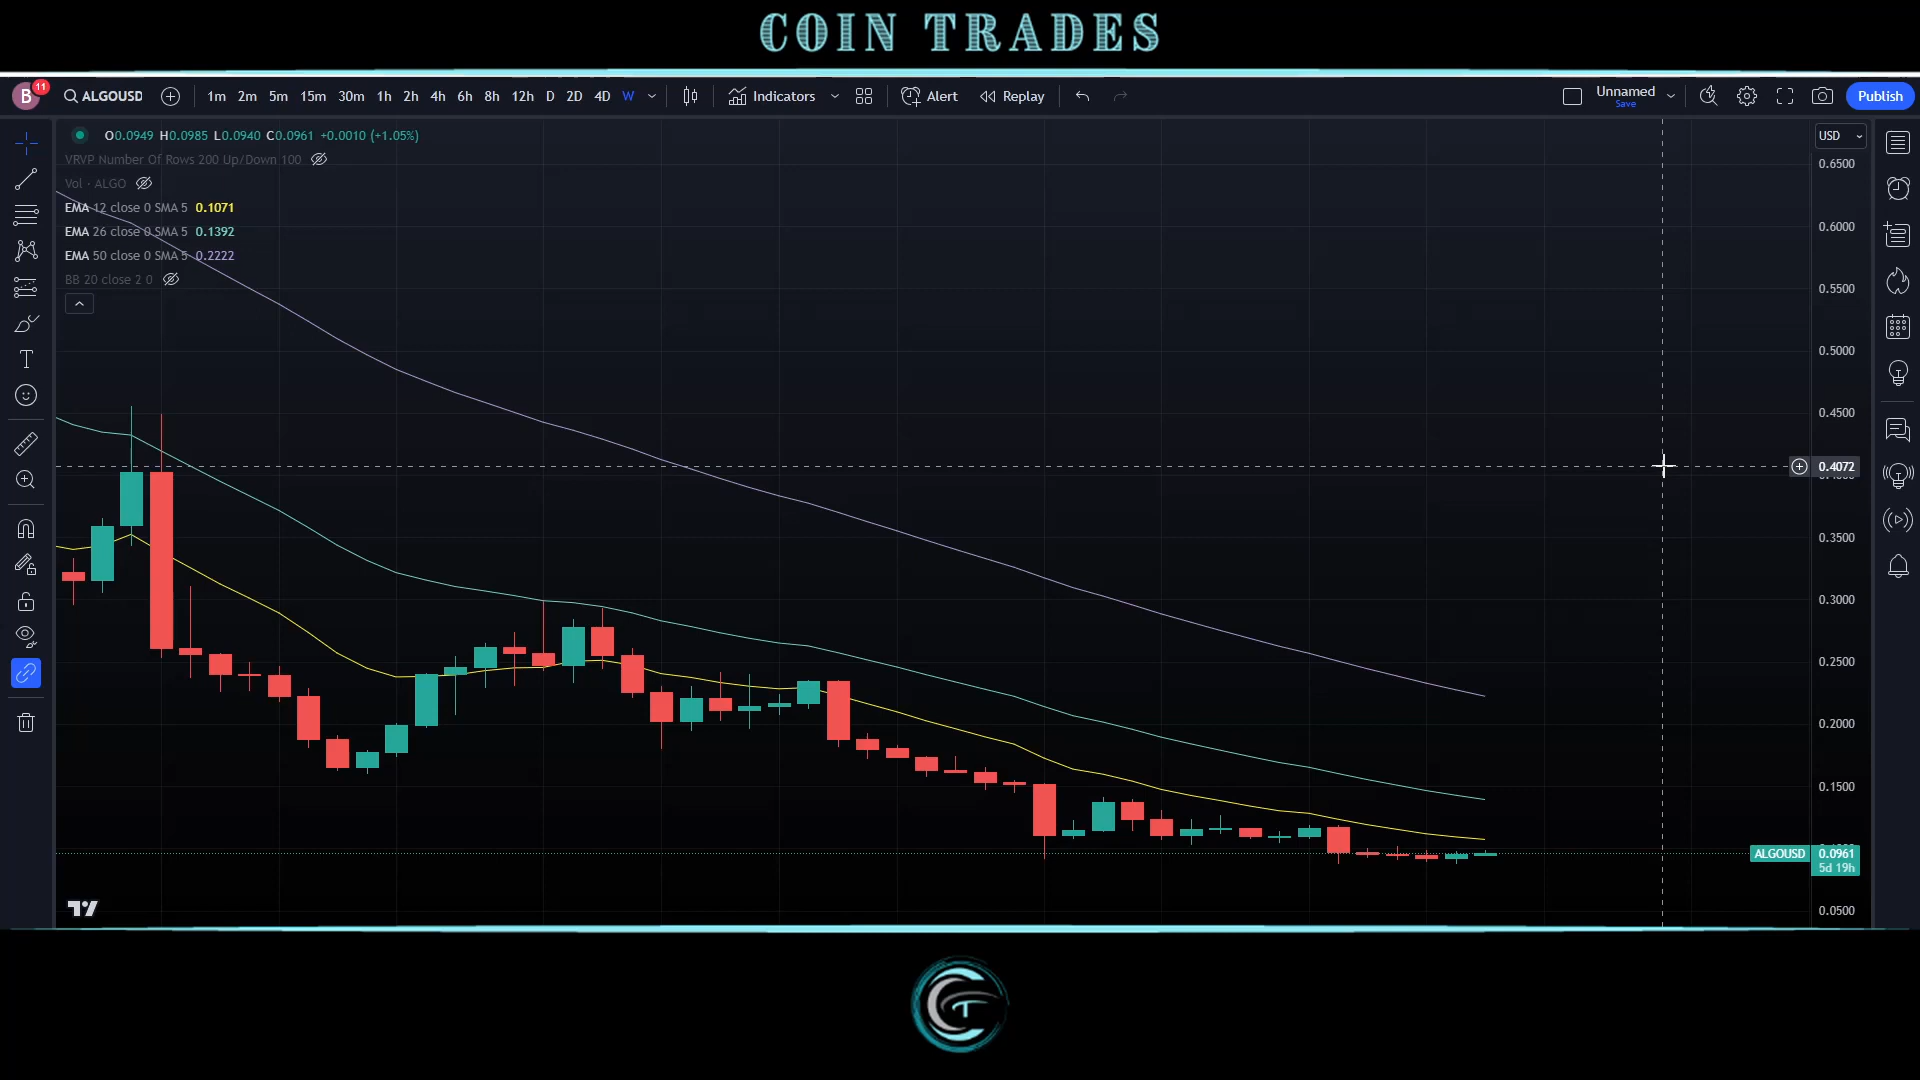 COIN TRADES
B 11 ALGOUSD 1m 2m 5m 15m 30m 1h 2h 4h 6h 8h 12h D 2D 4D W Indicators Alert Replay Unnamed Save Publish
O0.0949 H0.0985 L0.0940 C0.0961 +0.0010 (+1.05%)
USD
VRVP Number Of Rows 200 Up/Down 100
0.6500
Vol · ALGO
EMA 12 close 0 SMA 5 0.1071
EMA 26 close 0 SMA 5 0.1392
0.6000
EMA 50 close 0 SMA 5 0.2222
BB 20 close 2 0
0.5500
0.5000
0.4500
0.4072
0.3500
0.3000
0.2500
0.2000
0.1500
ALGOUSD 0.0961
5d 19h
0.0500
T